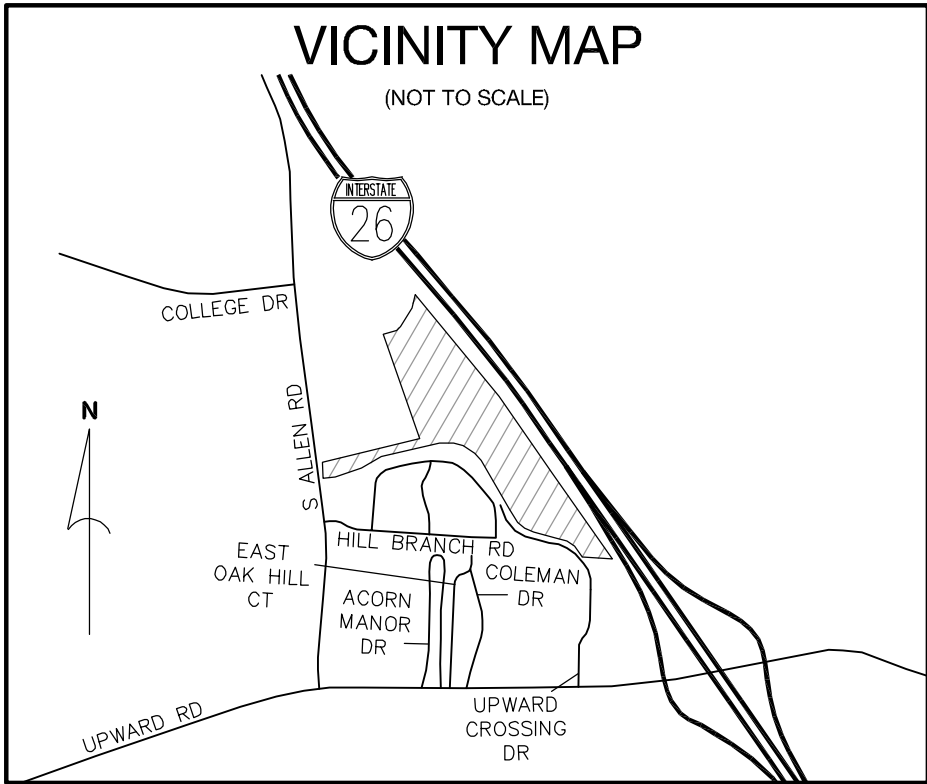 VICINITY MAP
(NOT TO SCALE)
INTERSTATE
26
COLLEGE DR
S ALLEN RD
N
HILL BRANCH RD
EAST
OAK HILL
CT
COLEMAN
DR
ACORN
MANOR
DR
UPWARD RD
UPWARD
CROSSING
DR